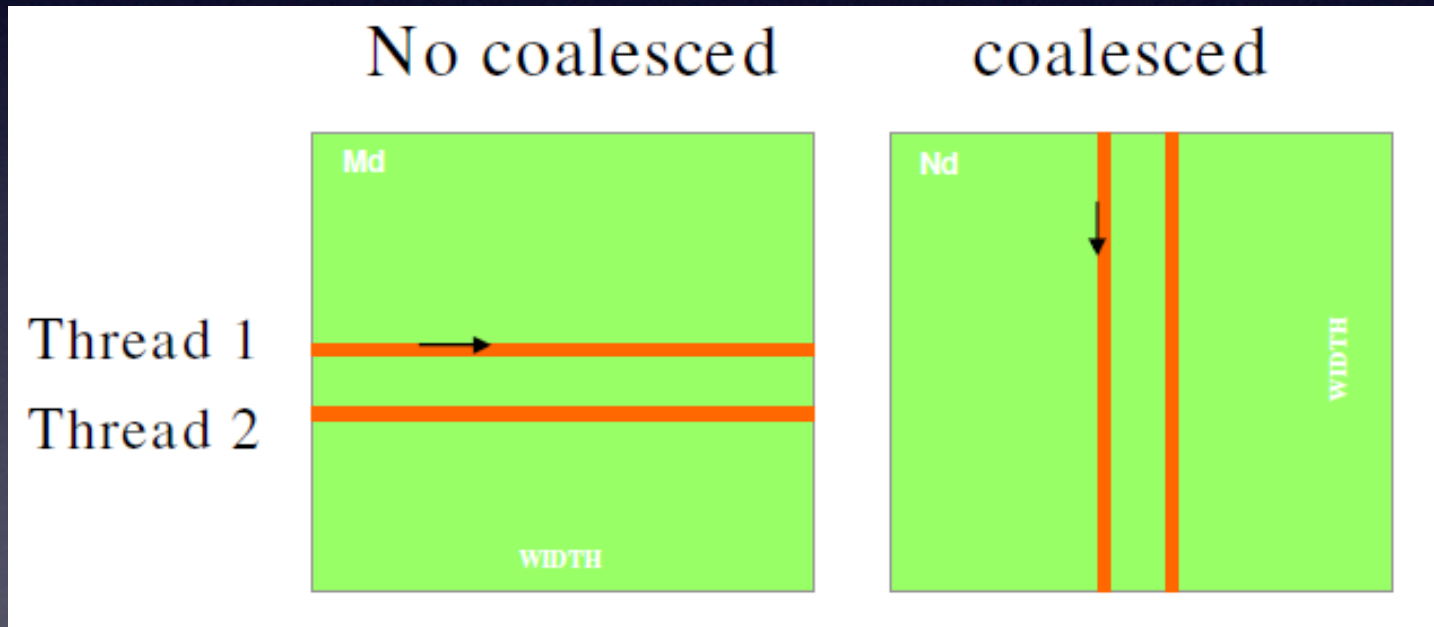 No coalesced
coalesced
Md
Nd
Thread 1
Thread 2
WIDTH
WIDTH